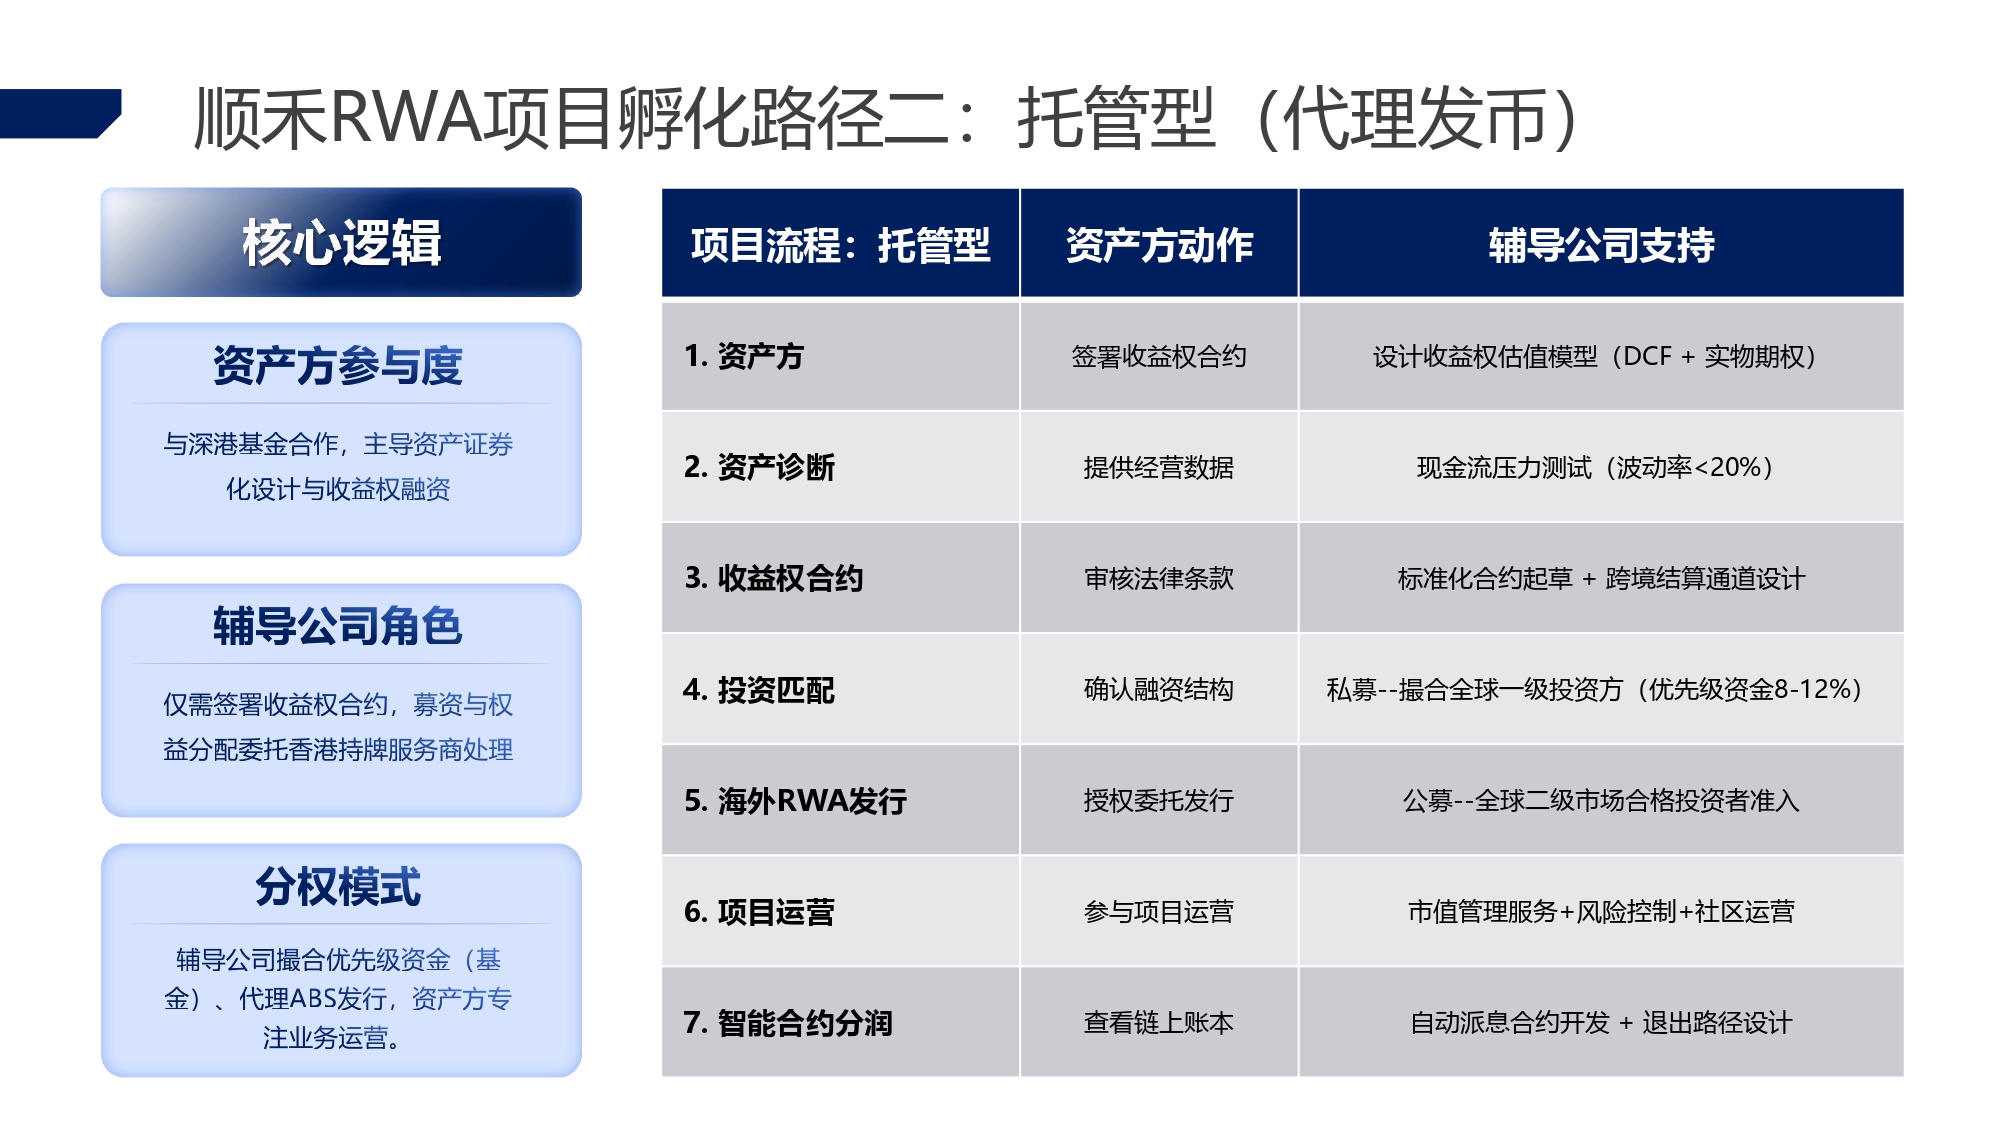 顺禾RWA项目孵化路径二：托管型（代理发币）
核心逻辑
资产方参与度
与深港基金合作，主导资产证券
化设计与收益权融资
辅导公司角色
仅需签署收益权合约，募资与权
益分配委托香港持牌服务商处理
分权模式
辅导公司撮合优先级资金（基
金）、代理ABS发行，资产方专
注业务运营。
项目流程：托管型 资产方动作 辅导公司支持
1. 资产方 签署收益权合约 设计收益权估值模型（DCF + 实物期权）
2. 资产诊断 提供经营数据 现金流压力测试（波动率<20%）
3. 收益权合约 审核法律条款 标准化合约起草 + 跨境结算通道设计
4. 投资匹配 确认融资结构 私募--撮合全球一级投资方（优先级资金8-12%）
5. 海外RWA发行 授权委托发行 公募--全球二级市场合格投资者准入
6. 项目运营 参与项目运营 市值管理服务+风险控制+社区运营
7. 智能合约分润 查看链上账本 自动派息合约开发 + 退出路径设计